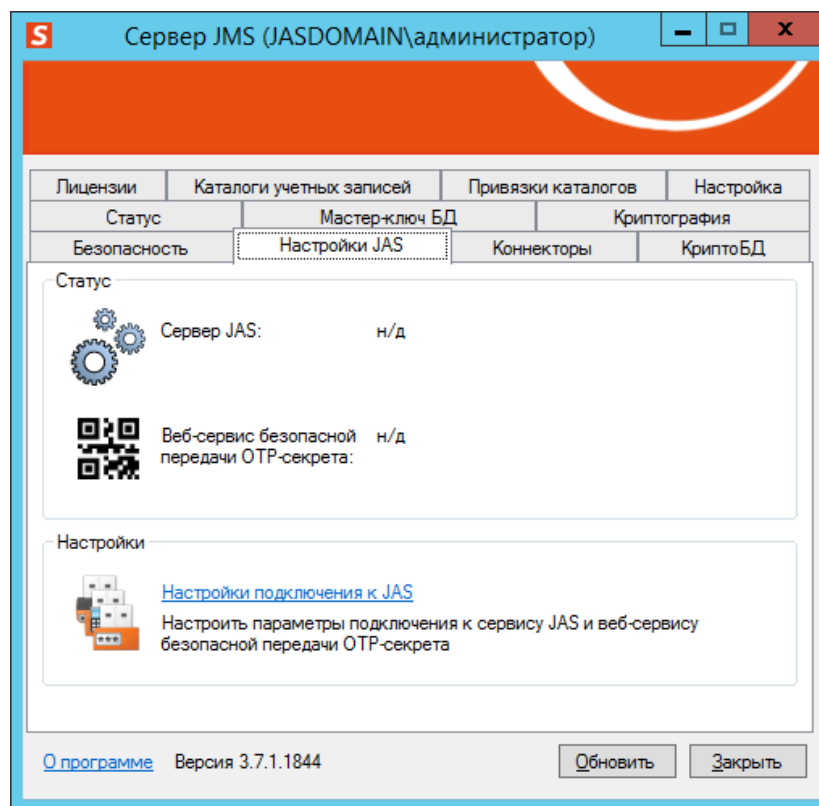 S Сервер JMS (JASDOMAIN\администратор)
Лицензии Каталоги учетных записей Привязки каталогов Настройка
Статус Мастер-ключ БД Криптография
Безопасность Настройки JAS Коннекторы КриптоБД
Статус
Сервер JAS: н/д
Веб-сервис безопасной н/д
передачи ОТР-секрета:
Настройки
Настройки подключения к JAS
Настроить параметры подключения к сервису JAS и веб-сервису
безопасной передачи ОТР-секрета
О программе Версия 3.7.1.1844 Обновить Закрыть